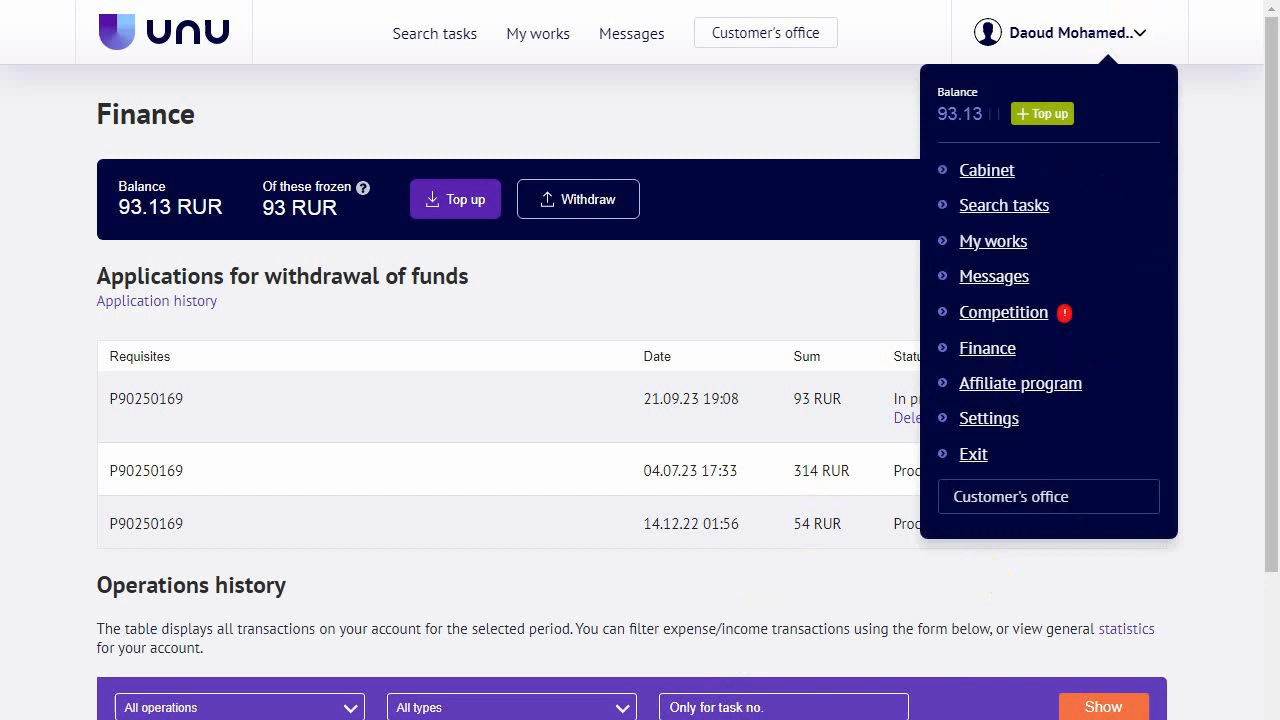 unu
Search tasks
My works
Messages
Customer's office
Daoud Mohamed..
Finance
Balance
93.13 RUR
Of these frozen ?
93 RUR
Top up
Withdraw
Balance
93.13
+ Top up
Cabinet
Search tasks
My works
Messages
Competition !
Finance
Affiliate program
Settings
Exit
Customer's office
Applications for withdrawal of funds
Application history
Requisites Date Sum
P90250169 21.09.23 19:08 93 RUR
P90250169 04.07.23 17:33 314 RUR
P90250169 14.12.22 01:56 54 RUR
Operations history
The table displays all transactions on your account for the selected period. You can filter expense/income transactions using the form below, or view general statistics
for your account.
All operations All types Only for task no. Show